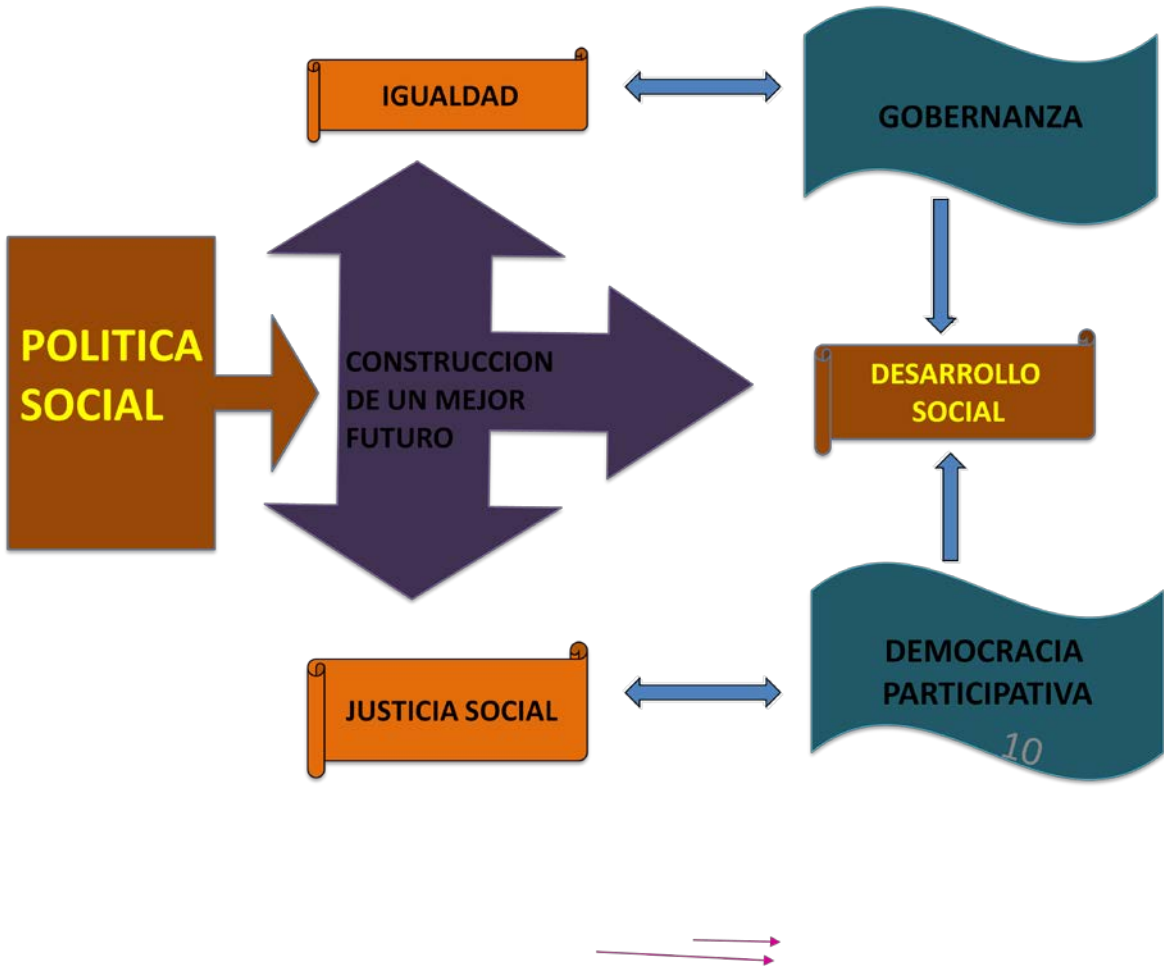 IGUALDAD
GOBERNANZA
POLITICA
SOCIAL
CONSTRUCCION
DE UN MEJOR
FUTURO
DESARROLLO
SOCIAL
JUSTICIA SOCIAL
DEMOCRACIA
PARTICIPATIVA
10